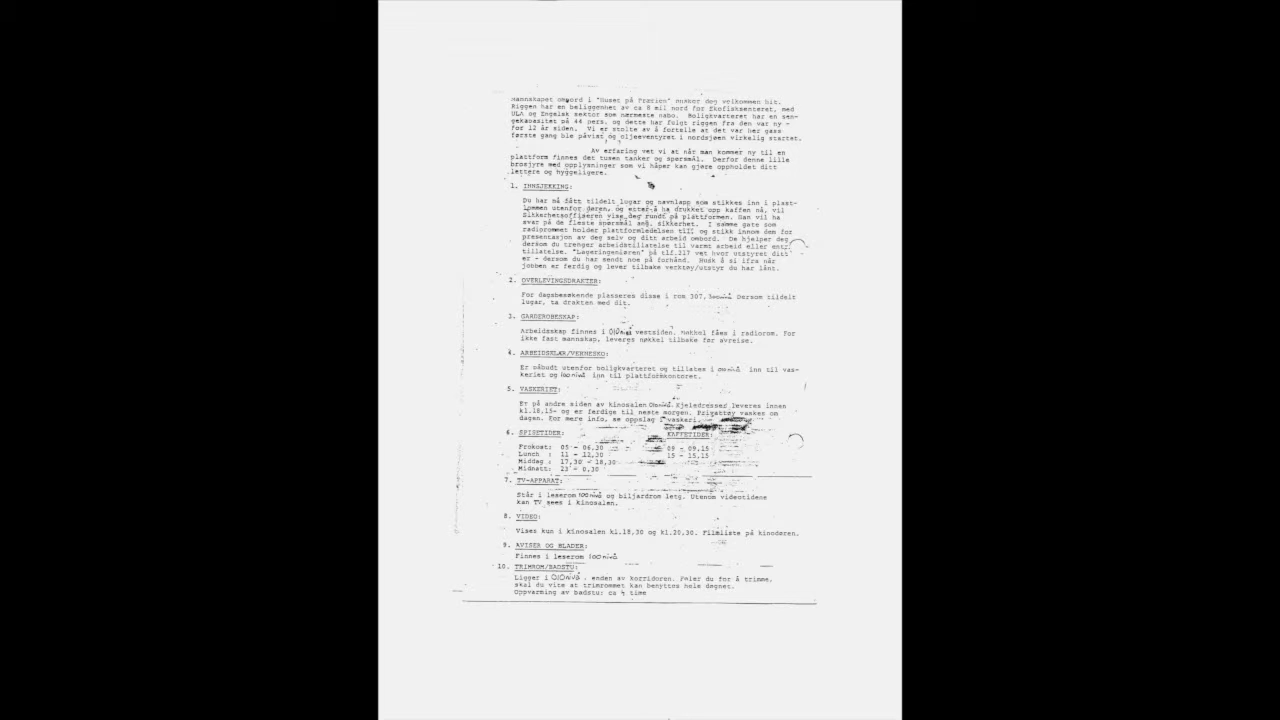 Mannskapet ombord i "Huset på Prærien" ønsker deg velkommen hit.
Riggen har en beliggenhet av ca 8 mil nord for Ekofisksenteret, med
ULA og Engelsk sektor som nærmeste nabo. Boligkvarteret har en sen-
gekapasitet på 44 pers, og dette har fulgt riggen fra den var ny -
for 12 år siden. Vi er stolte av å fortelle at det var her gass
første gang ble påvist og oljeeventyret i nordsjøen virkelig startet.
Av erfaring vet vi at når man kommer ny til en
plattform finnes det tusen tanker og spørsmål. Derfor denne lille
brosjyre med opplysninger som vi håper kan gjøre oppholdet ditt
lettere og hyggeligere.
1. INNSJEKKING:
Du har nå fått tildelt lugar og navnlapp som stikkes inn i plast-
lommen utenfor døren, og etter å ha drukket opp kaffen nå, vil
Sikkerhetsoffiseren vise deg rundt på plattformen. Han vil ha
svar på de fleste spørsmål ang. sikkerhet. I samme gate som
radiorommet holder plattformledelsen til og stikk innom dem for
presentasjon av deg selv og ditt arbeid ombord. De hjelper deg
dersom du trenger arbeidstillatelse til varmt arbeid eller entr.
tillatelse. "Lageringeniøren" på tlf.217 vet hvor utstyret ditt
er - dersom du har sendt noe på forhånd. Husk å si ifra når
jobben er ferdig og lever tilbake verktøy/utstyr du har lånt.
2. OVERLEVINGSDRAKTER:
For dagsbesøkende plasseres disse i rom 307, Dersom tildelt
lugar, ta drakten med dit.
3. GARDEROBESKAP:
Arbeidsskap finnes i 010nivå vestsiden. Nøkkel fåes i radiorom. For
ikke fast mannskap, leveres nøkkel tilbake før avreise.
4. ARBEIDSKLÆR/VERNESKO:
Er påbudt utenfor boligkvarteret og tillates i inn til vas-
keriet og 100nivå inn til plattformkontoret.
5. VASKERIET:
Er på andre siden av kinosalen Kjeledresser leveres innen
kl.18,15- og er ferdige til neste morgen. Privattøy vaskes om
dagen. For mere info, se oppslag i vaskeri.
6. SPISETIDER: KAFFETIDER:
Frokost: 05 - 06,30 09 - 09,15
Lunch : 11 - 12,30 15 - 15,15
Middag : 17,30 - 18,30
Midnatt: 23 - 0,30
7. TV-APPARAT:
Står i leserom 100nivå og biljardrom Utenom videotidene
kan TV sees i kinosalen.
8. VIDEO:
Vises kun i kinosalen kl.18,30 og kl.20,30. Filmliste på kinodøren.
9. AVISER OG BLADER:
Finnes i leserom 100nivå
10. TRIMROM/BADSTU:
Ligger i 010nivå, enden av korridoren. Føler du for å trimme,
skal du vite at trimrommet kan benyttes hele døgnet.
Oppvarming av badstu: ca ½ time